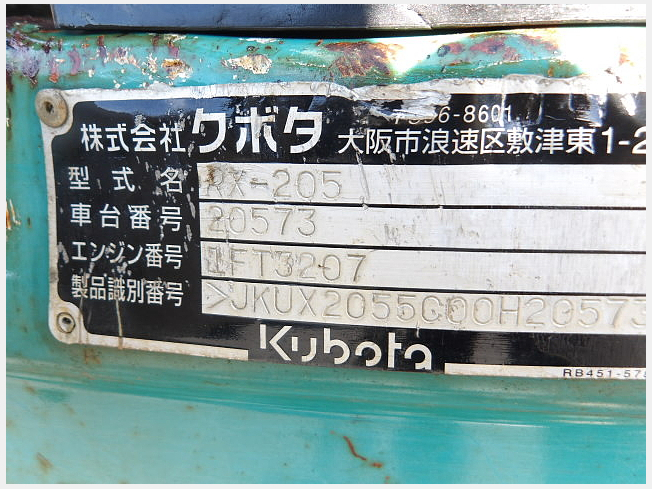 〒556-8601
株式会社クボタ 大阪市浪速区敷津東1-2
型式名 RX-205
車台番号 20573
エンジン番号 LFT3207
製品識別番号 >JKUX2055C00H20573
Kubota
RB451-578